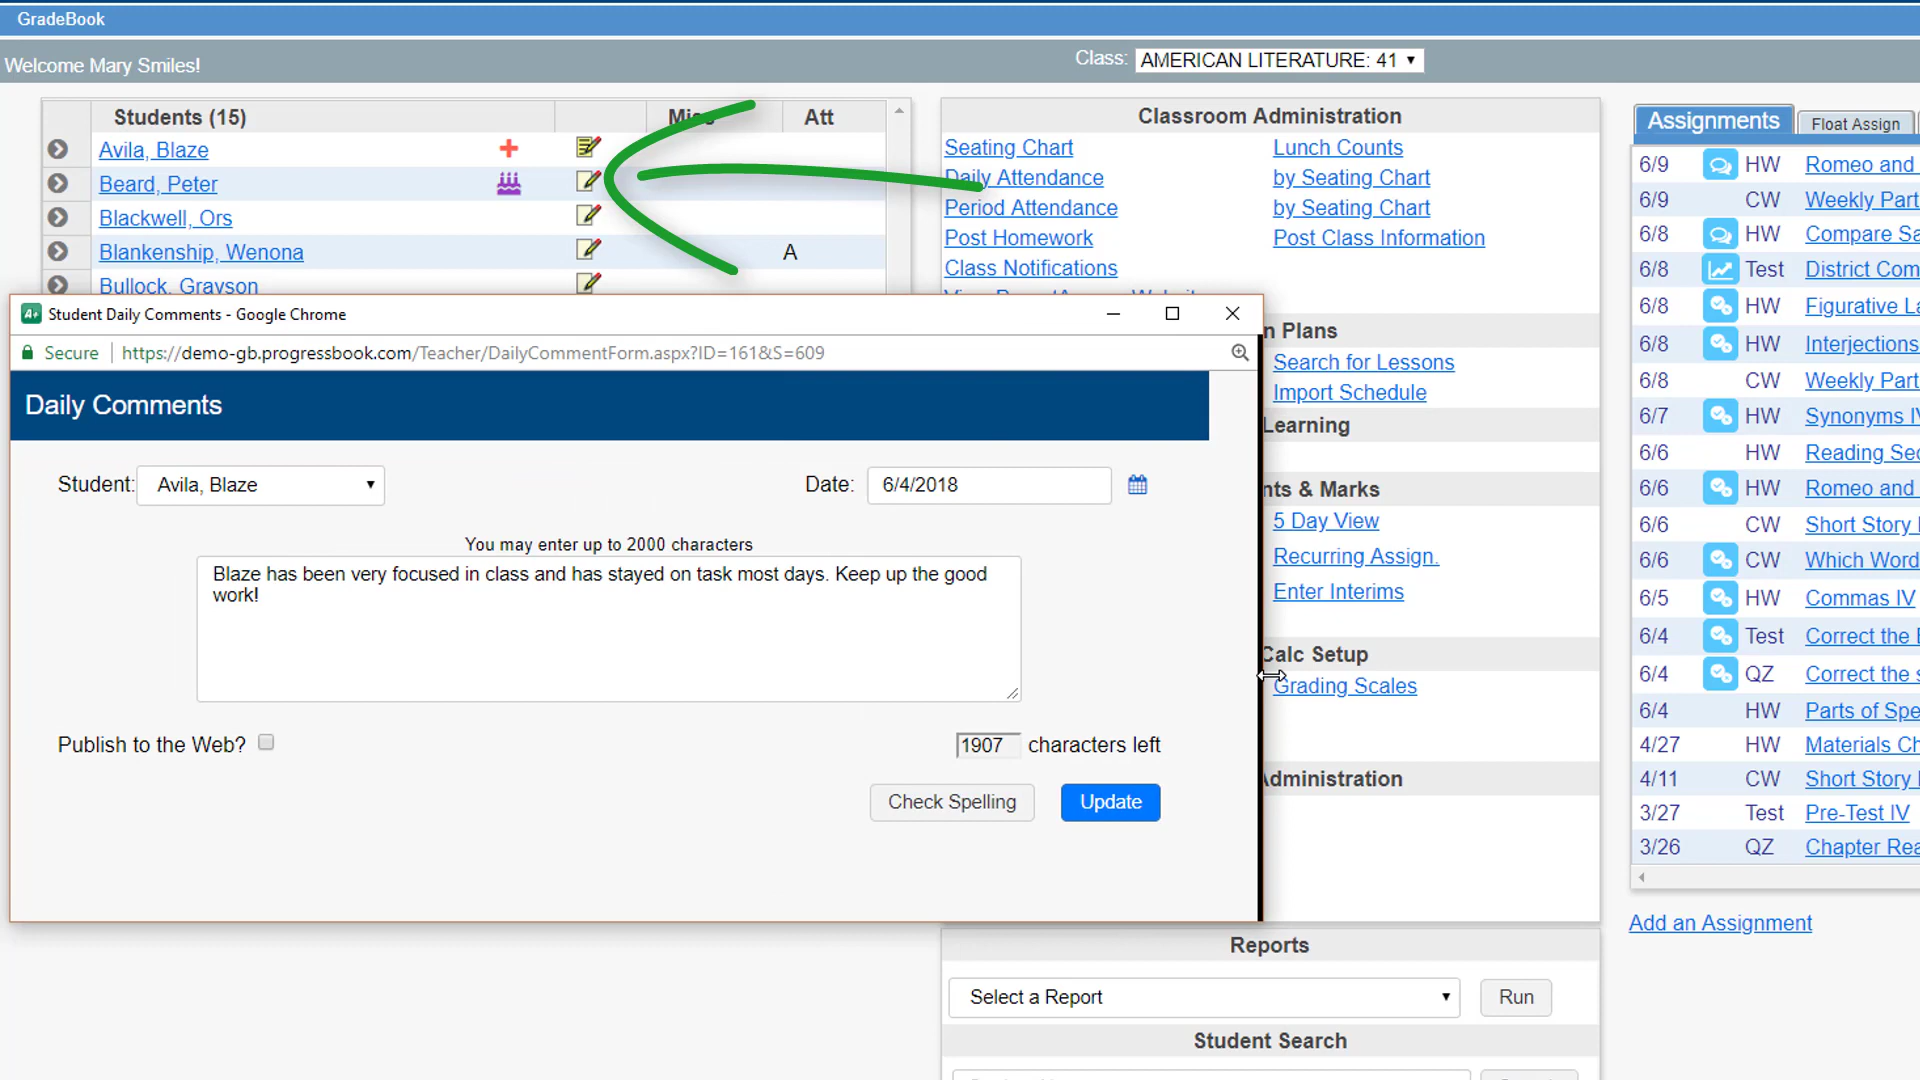 GradeBook
Welcome Mary Smiles!
Class: AMERICAN LITERATURE: 41
Students (15) Att
Avila, Blaze
Beard, Peter
Blackwell, Ors
Blankenship, Wenona A
Bullock, Grayson
Classroom Administration
Seating Chart Lunch Counts
Daily Attendance by Seating Chart
Period Attendance by Seating Chart
Post Homework Post Class Information
Class Notifications
n Plans
Search for Lessons
Import Schedule
Learning
nts & Marks
5 Day View
Recurring Assign.
Enter Interims
Calc Setup
Grading Scales
Administration
Reports
Select a Report Run
Student Search
Student Daily Comments - Google Chrome
Secure https://demo-gb.progressbook.com/Teacher/DailyCommentForm.aspx?ID=161&S=609
Daily Comments
Student: Avila, Blaze Date: 6/4/2018
You may enter up to 2000 characters
Blaze has been very focused in class and has stayed on task most days. Keep up the good
work!
Publish to the Web? 1907 characters left
Check Spelling Update
Assignments Float Assign
6/9 HW Romeo and
6/9 CW Weekly Part
6/8 HW Compare Sa
6/8 Test District Com
6/8 HW Figurative La
6/8 HW Interjections
6/8 CW Weekly Part
6/7 HW Synonyms IV
6/6 HW Reading Sec
6/6 HW Romeo and
6/6 CW Short Story
6/6 CW Which Word
6/5 HW Commas IV
6/4 Test Correct the
6/4 QZ Correct the s
6/4 HW Parts of Spe
4/27 HW Materials Ch
4/11 CW Short Story
3/27 Test Pre-Test IV
3/26 QZ Chapter Rea
Add an Assignment